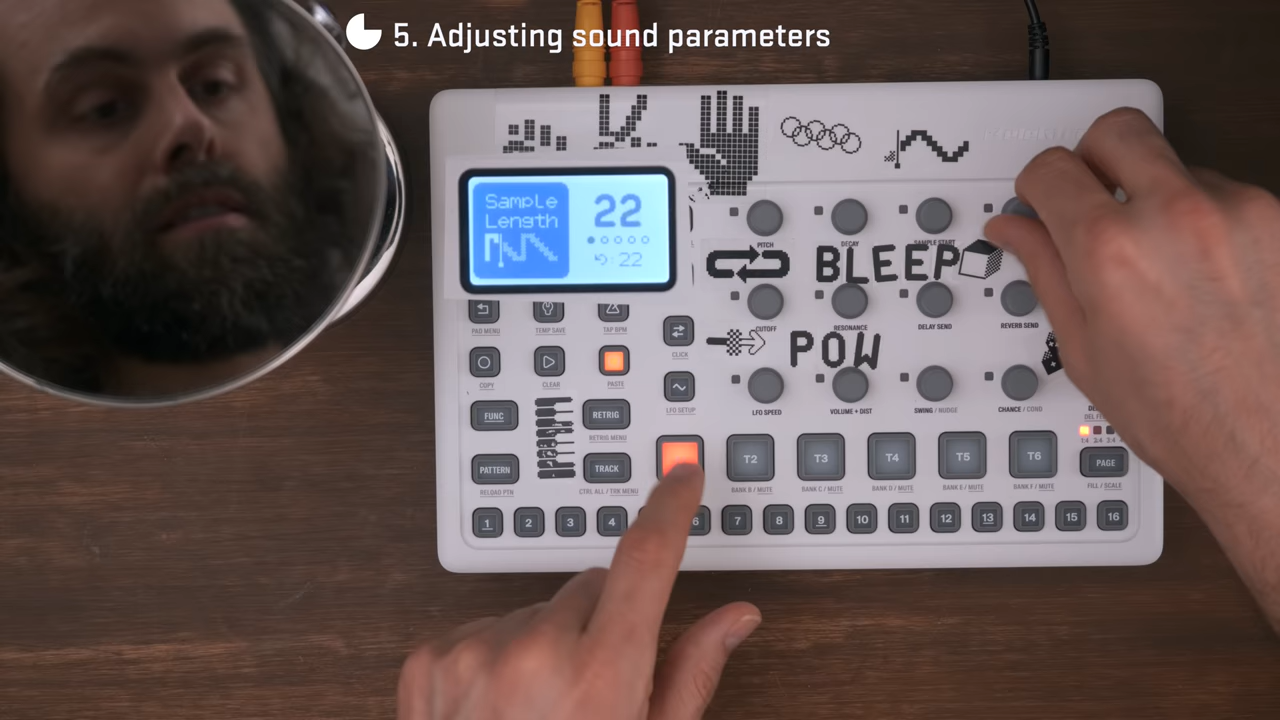 5. Adjusting sound parameters
Sample
Length
22
22
PITCH
DECAY
SAMPLE START
BLEEP
CUTOFF
RESONANCE
DELAY SEND
REVERB SEND
PAD MENU
TEMP SAVE
TAP BPM
CLICK
POW
COPY
CLEAR
PASTE
LFO SETUP
LFO SPEED
VOLUME + DIST
SWING / NUDGE
CHANCE / COND
FUNC
RETRIG
RETRIG MENU
PATTERN
TRACK
T2
T3
T4
T5
T6
PAGE
RELOAD PTN
CTRL ALL / TRK MENU
BANK B / MUTE
BANK C / MUTE
BANK D / MUTE
BANK E / MUTE
BANK F / MUTE
FILL / SCALE
1 2 3 4 6 7 8 9 10 11 12 13 14 15 16